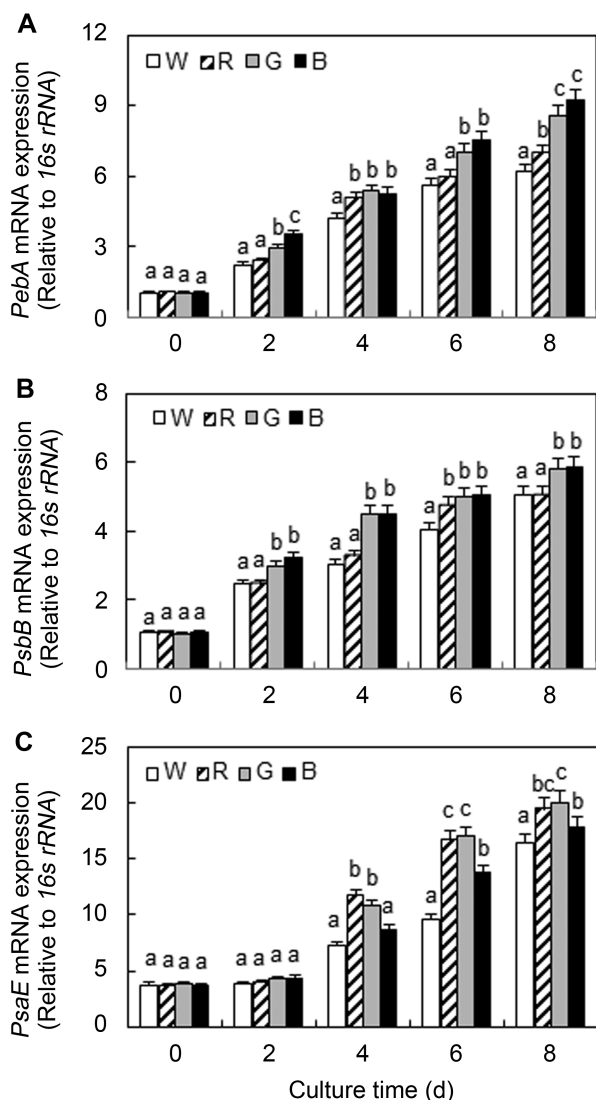 A
PebA mRNA expression
(Relative to 16s rRNA)
12
9
6
3
0
W R G B
a a a a
a a b c
a b b b
a a b b
a b c c
0 2 4 6 8
B
PsbB mRNA expression
(Relative to 16s rRNA)
8
6
4
2
0
W R G B
a a a a
a a b b
a a b b
a b b b
a a b b
0 2 4 6 8
C
PsaE mRNA expression
(Relative to 16s rRNA)
25
20
15
10
5
0
W R G B
a a a a
a a a a
a b b a
a c c b
a bc c b
0 2 4 6 8
Culture time (d)